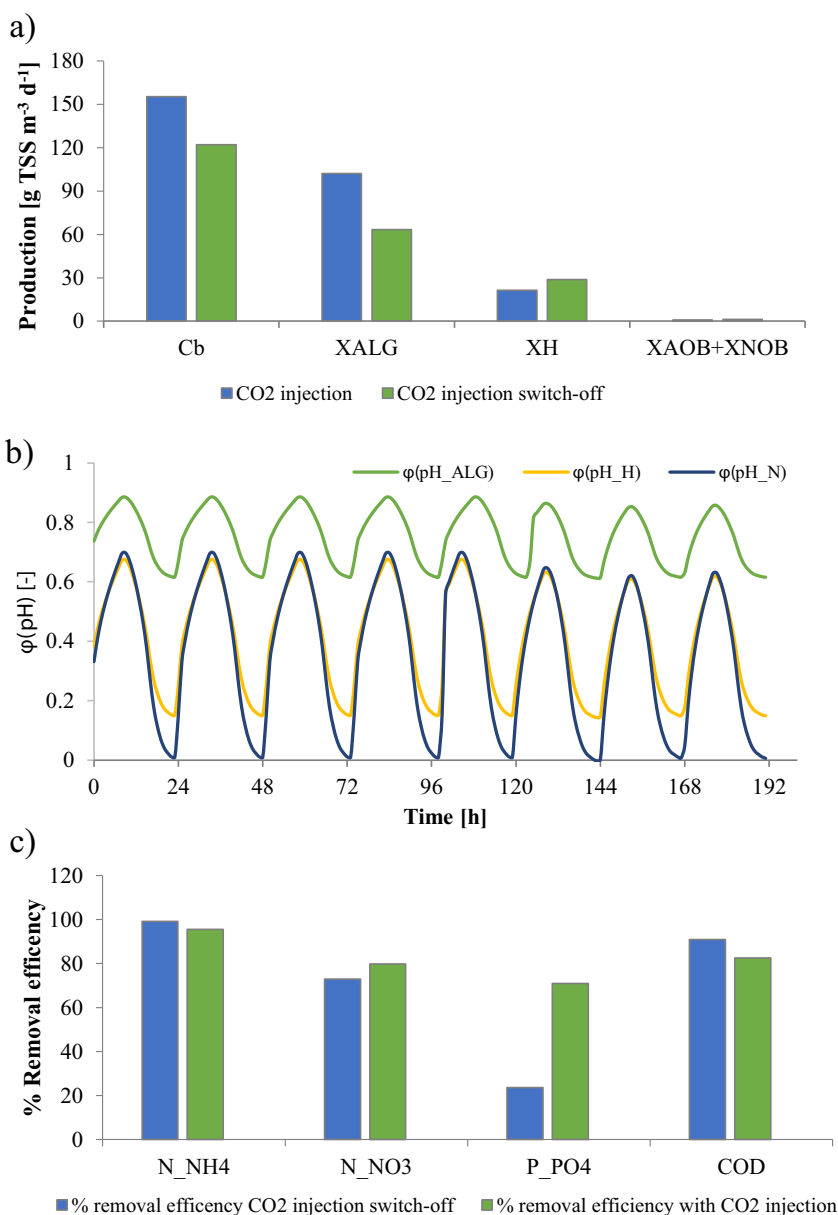 a)
Production [g TSS m⁻³ d⁻¹]
180
150
120
90
60
30
0
Cb XALG XH XAOB+XNOB
CO2 injection CO2 injection switch-off
b)
φ(pH_ALG) φ(pH_H) φ(pH_N)
φ(pH) [-]
1
0.8
0.6
0.4
0.2
0
0 24 48 72 96 120 144 168 192
Time [h]
c)
% Removal efficency
120
100
80
60
40
20
0
N_NH4 N_NO3 P_PO4 COD
% removal efficency CO2 injection switch-off % removal efficiency with CO2 injection